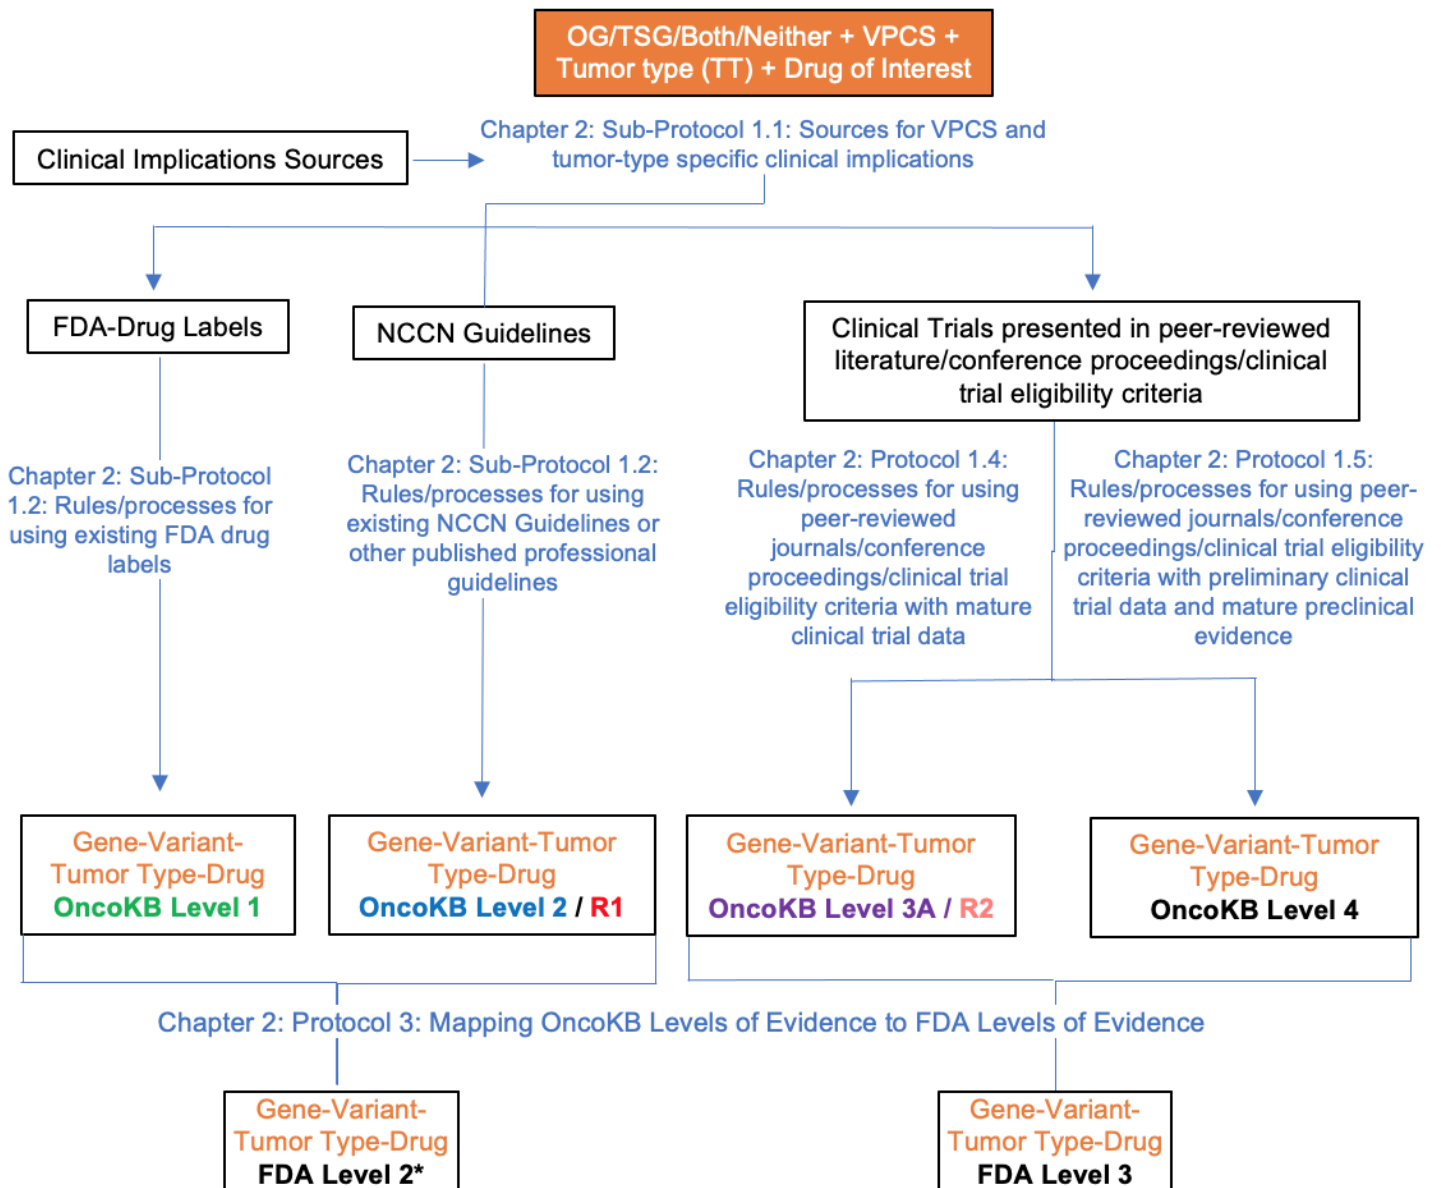 OG/TSG/Both/Neither + VPCS +
Tumor type (TT) + Drug of Interest
Chapter 2: Sub-Protocol 1.1: Sources for VPCS and
tumor-type specific clinical implications
Clinical Implications Sources
FDA-Drug Labels
NCCN Guidelines
Clinical Trials presented in peer-reviewed
literature/conference proceedings/clinical
trial eligibility criteria
Chapter 2: Sub-Protocol
1.2: Rules/processes for
using existing FDA drug
labels
Chapter 2: Sub-Protocol 1.2:
Rules/processes for using
existing NCCN Guidelines or
other published professional
guidelines
Chapter 2: Protocol 1.4:
Rules/processes for using
peer-reviewed
journals/conference
proceedings/clinical trial
eligibility criteria with mature
clinical trial data
Chapter 2: Protocol 1.5:
Rules/processes for using peer-
reviewed journals/conference
proceedings/clinical trial eligibility
criteria with preliminary clinical
trial data and mature preclinical
evidence
Gene-Variant-
Tumor Type-Drug
OncoKB Level 1
Gene-Variant-Tumor
Type-Drug
OncoKB Level 2 / R1
Gene-Variant-Tumor
Type-Drug
OncoKB Level 3A / R2
Gene-Variant-Tumor
Type-Drug
OncoKB Level 4
Chapter 2: Protocol 3: Mapping OncoKB Levels of Evidence to FDA Levels of Evidence
Gene-Variant-
Tumor Type-Drug
FDA Level 2*
Gene-Variant-
Tumor Type-Drug
FDA Level 3